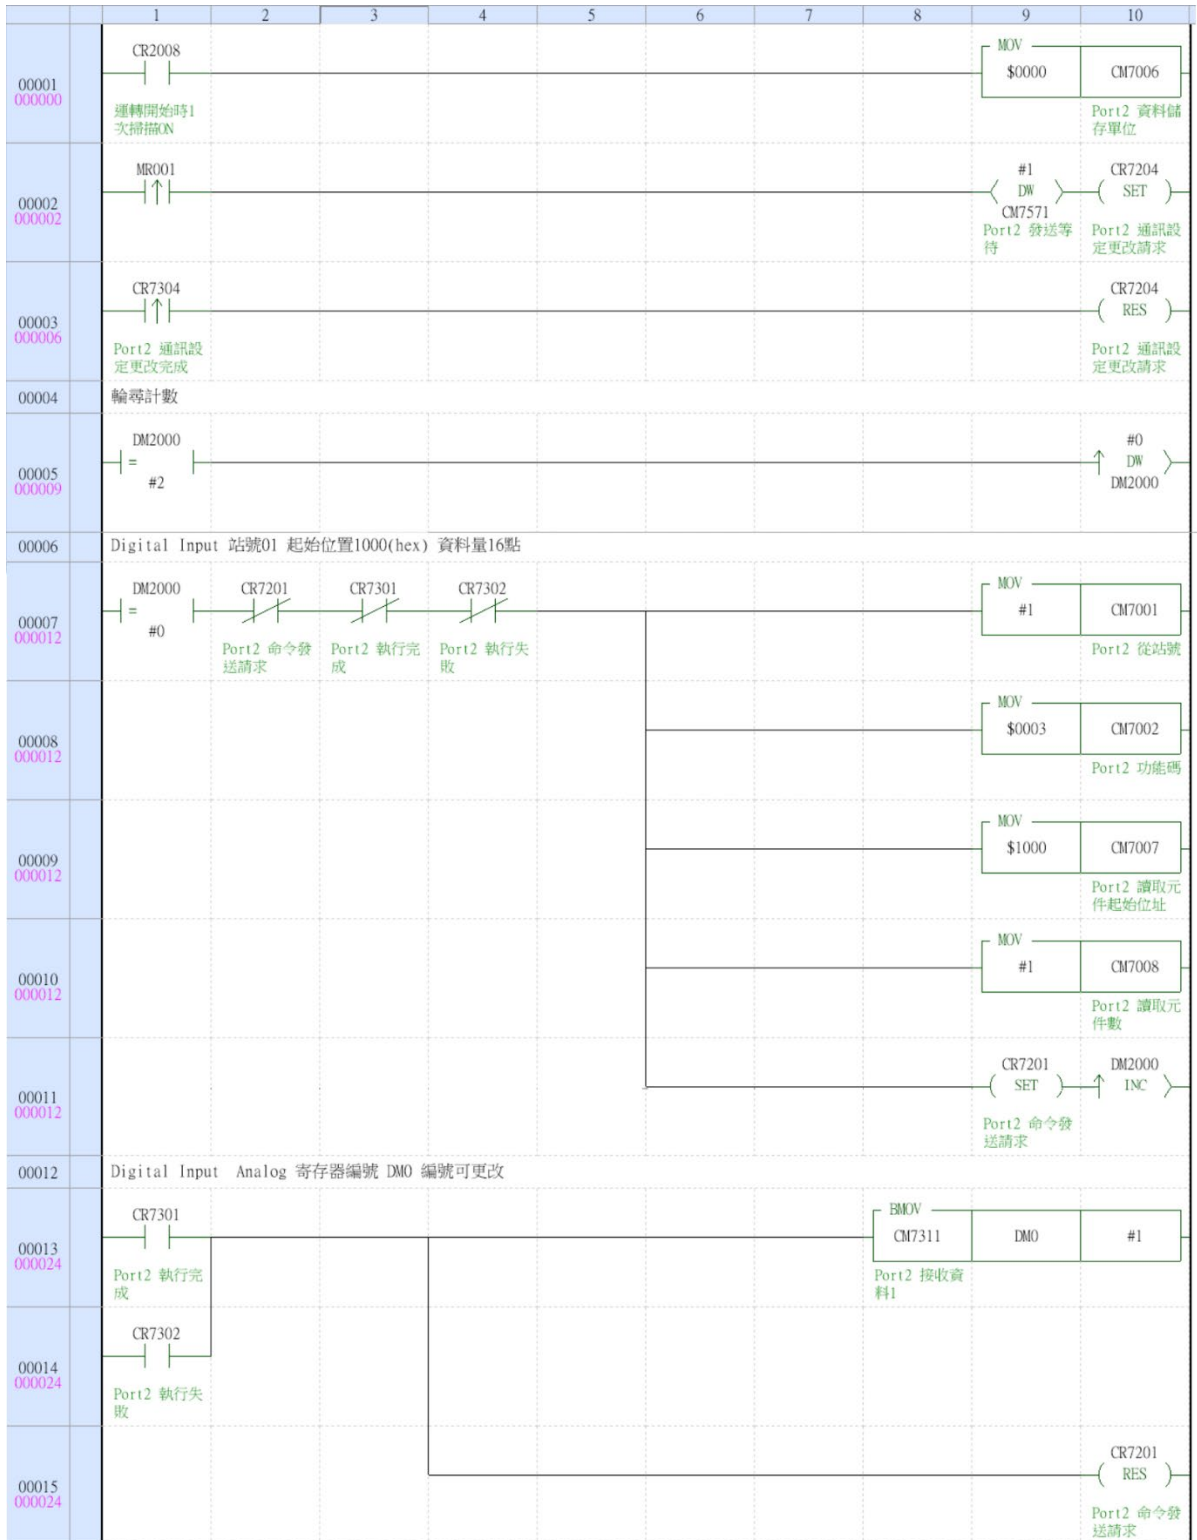 1 2 3 4 5 6 7 8 9 10
00001
000000
CR2008
運轉開始時1
次掃描ON
MOV
$0000 CM7006
Port2 資料儲
存單位
00002
000002
MR001
#1
DW
CM7571
Port2 發送等
待
CR7204
SET
Port2 通訊設
定更改請求
00003
000006
CR7304
Port2 通訊設
定更改完成
CR7204
RES
Port2 通訊設
定更改請求
00004 輪尋計數
00005
000009
DM2000
=
#2
#0
DW
DM2000
00006 Digital Input 站號01 起始位置1000(hex) 資料量16點
00007
000012
DM2000
=
#0
CR7201
Port2 命令發
送請求
CR7301
Port2 執行完
成
CR7302
Port2 執行失
敗
MOV
#1 CM7001
Port2 從站號
00008
000012
MOV
$0003 CM7002
Port2 功能碼
00009
000012
MOV
$1000 CM7007
Port2 讀取元
件起始位址
00010
000012
MOV
#1 CM7008
Port2 讀取元
件數
00011
000012
CR7201
SET
Port2 命令發
送請求
DM2000
INC
00012 Digital Input Analog 寄存器編號 DM0 編號可更改
00013
000024
CR7301
Port2 執行完
成
BMOV
CM7311 DM0 #1
Port2 接收資
料1
00014
000024
CR7302
Port2 執行失
敗
00015
000024
CR7201
RES
Port2 命令發
送請求